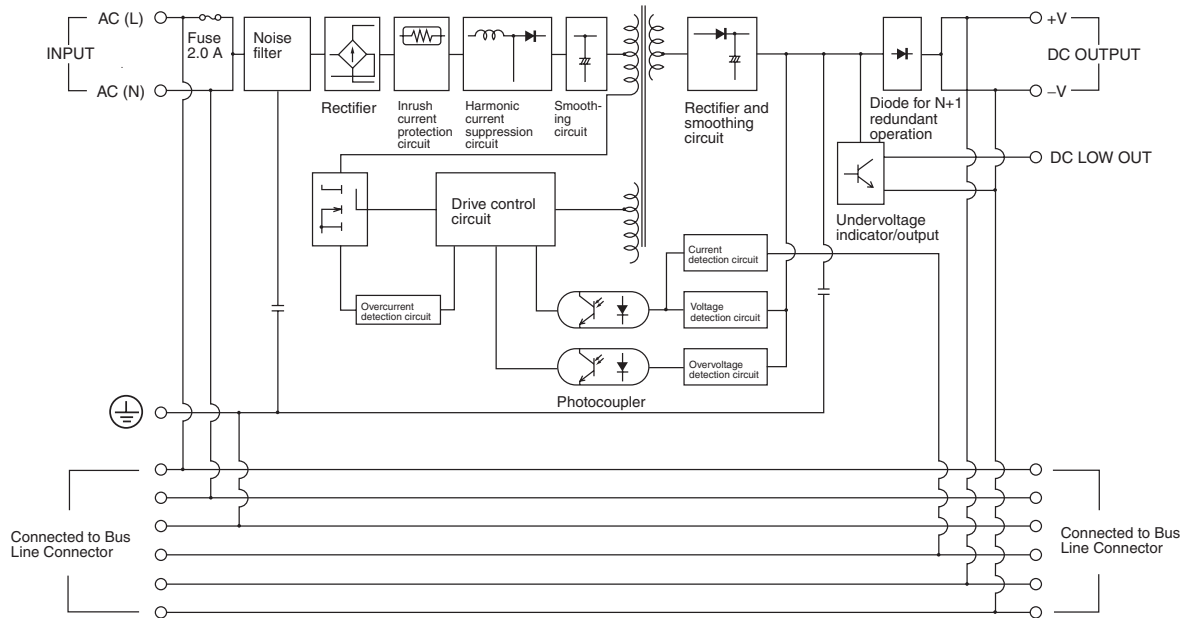 AC (L)
INPUT
AC (N)
Fuse
2.0 A
Noise
filter
Rectifier
Inrush
current
protection
circuit
Harmonic
current
suppression
circuit
Smooth-
ing
circuit
Rectifier and
smoothing
circuit
Diode for N+1
redundant
operation
+V
DC OUTPUT
–V
DC LOW OUT
Undervoltage
indicator/output
Drive control
circuit
Overcurrent
detection circuit
Current
detection circuit
Voltage
detection circuit
Overvoltage
detection circuit
Photocoupler
Connected to Bus
Line Connector
Connected to Bus
Line Connector